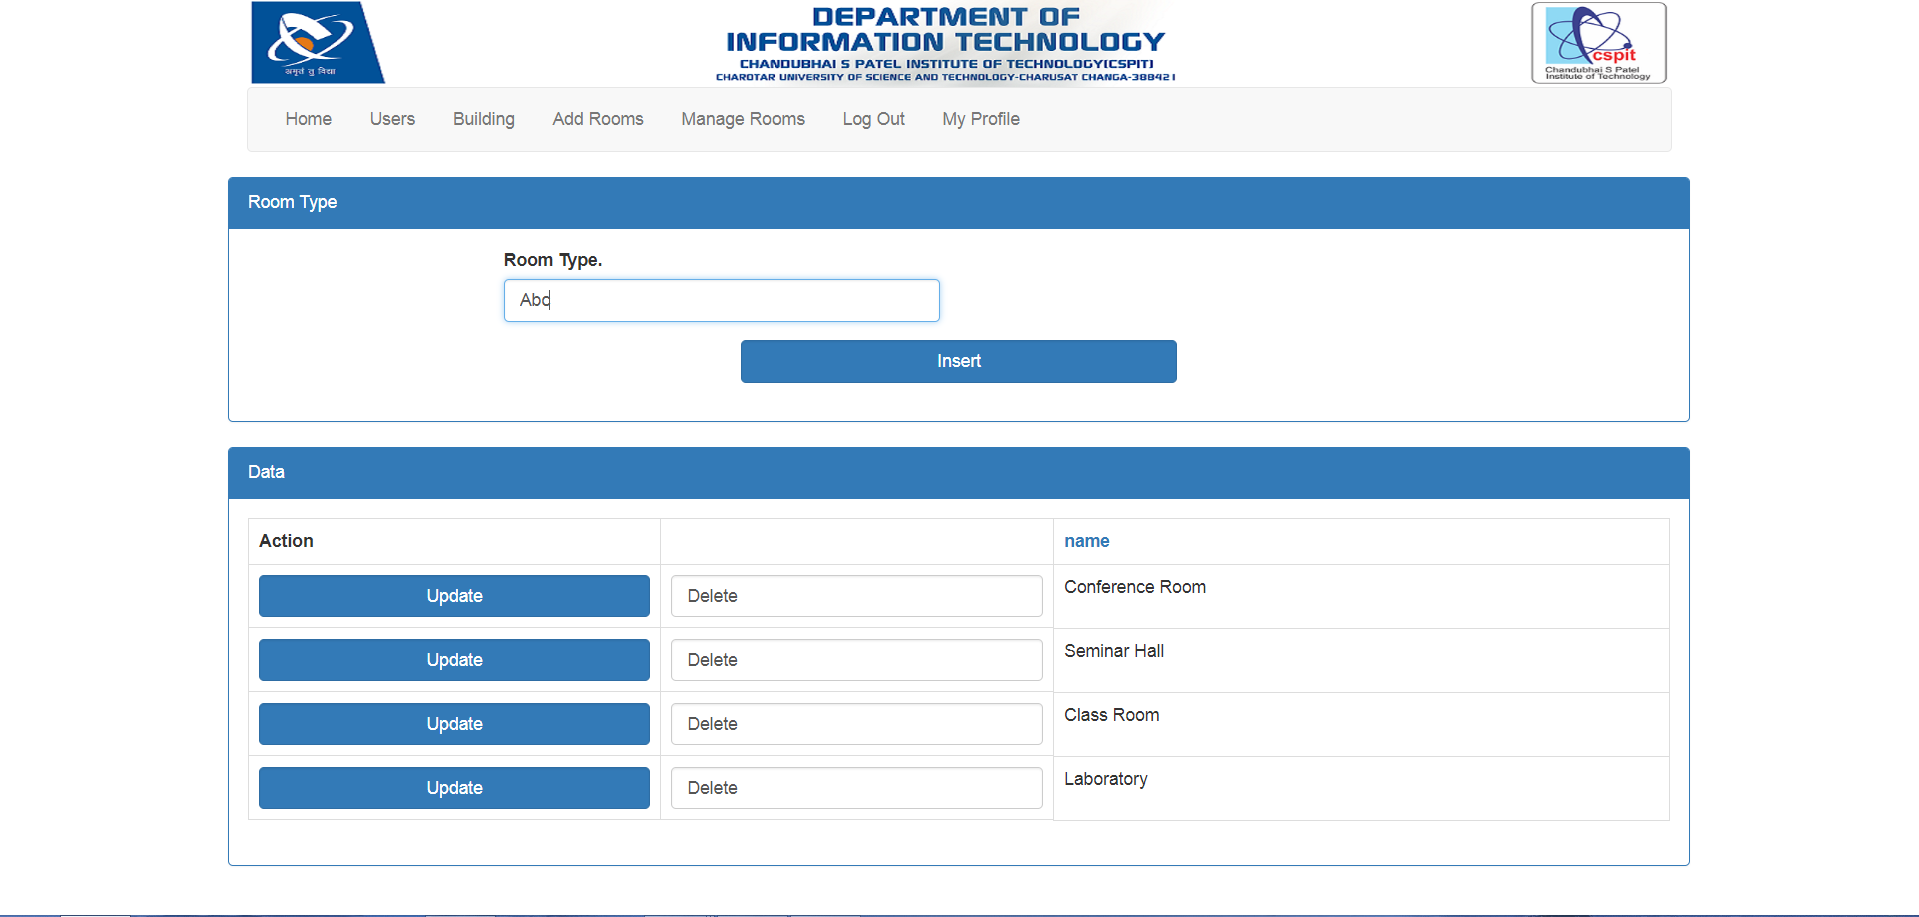 DEPARTMENT OF
INFORMATION TECHNOLOGY
CHANDUBHAI S PATEL INSTITUTE OF TECHNOLOGY(CSPIT)
CHAROTAR UNIVERSITY OF SCIENCE AND TECHNOLOGY-CHARUSAT CHANGA-388421
अमृतं तु विद्या
cspit
Chandubhai S Patel
Institute of Technology
Home Users Building Add Rooms Manage Rooms Log Out My Profile
Room Type
Room Type.
Abc
Insert
Data
Action name
Update Delete Conference Room
Update Delete Seminar Hall
Update Delete Class Room
Update Delete Laboratory